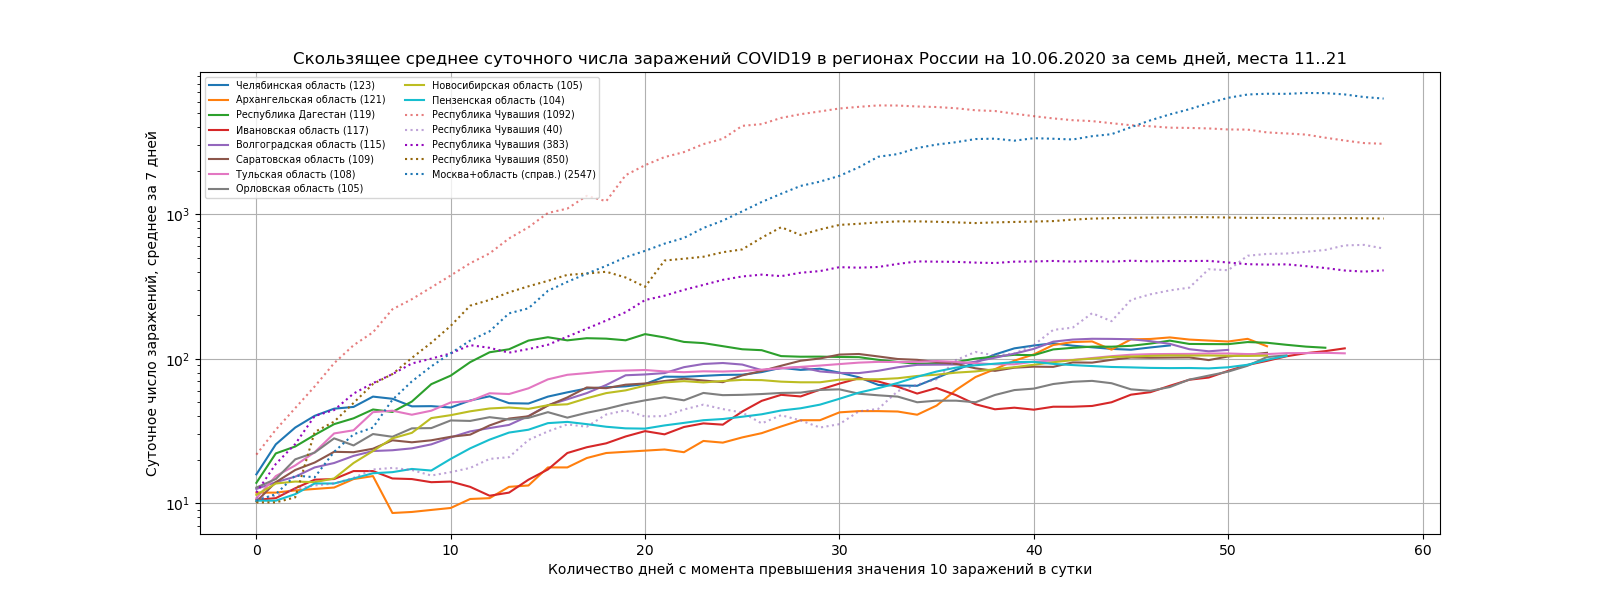 Скользящее среднее суточного числа заражений COVID19 в регионах России на 10.06.2020 за семь дней, места 11..21
Челябинская область (123)
Архангельская область (121)
Республика Дагестан (119)
Ивановская область (117)
Волгоградская область (115)
Саратовская область (109)
Тульская область (108)
Орловская область (105)
Новосибирская область (105)
Пензенская область (104)
Республика Чувашия (1092)
Республика Чувашия (40)
Республика Чувашия (383)
Республика Чувашия (850)
Москва+область (справ.) (2547)
Суточное число заражений, среднее за 7 дней
10³
10²
10¹
0 10 20 30 40 50 60
Количество дней с момента превышения значения 10 заражений в сутки